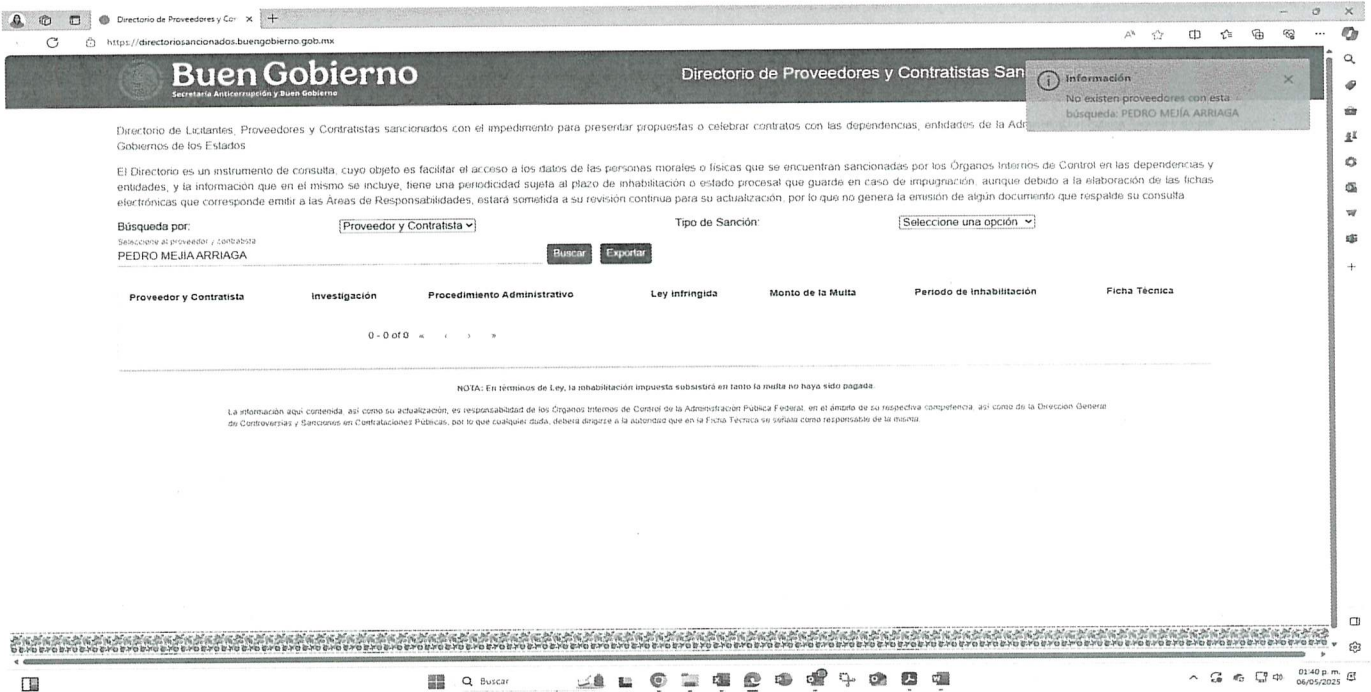 Directorio de Proveedores y Con
https://directoriosancionados.buengobierno.gob.mx
Buen Gobierno
Secretaría Anticorrupción y Buen Gobierno
Directorio de Proveedores y Contratistas San
Información
No existen proveedores con esta
búsqueda: PEDRO MEJÍA ARRIAGA
Directorio de Licitantes, Proveedores y Contratistas sancionados con el impedimento para presentar propuestas o celebrar contratos con las dependencias, entidades de la Adm
Gobiernos de los Estados
El Directorio es un instrumento de consulta, cuyo objeto es facilitar el acceso a los datos de las personas morales o físicas que se encuentran sancionadas por los Órganos Internos de Control en las dependencias y
entidades, y la información que en el mismo se incluye, tiene una periodicidad sujeta al plazo de inhabilitación o estado procesal que guarde en caso de impugnación, aunque debido a la elaboración de las fichas
electrónicas que corresponde emitir a las Áreas de Responsabilidades, estará sometida a su revisión continua para su actualización, por lo que no genera la emisión de algún documento que respalde su consulta
Búsqueda por: Proveedor y Contratista Tipo de Sanción: Seleccione una opción
Seleccione al proveedor y contratista
PEDRO MEJIA ARRIAGA Buscar Exportar
Proveedor y Contratista Investigación Procedimiento Administrativo Ley infringida Monto de la Multa Periodo de Inhabilitación Ficha Técnica
0 - 0 of 0 « ‹ › »
NOTA: En términos de Ley, la inhabilitación impuesta subsistirá en tanto la multa no haya sido pagada.
La información aquí contenida, así como su actualización, es responsabilidad de los Órganos Internos de Control de la Administración Pública Federal, en el ámbito de su respectiva competencia, así como de la Dirección General
de Controversias y Sanciones en Contrataciones Públicas, por lo que cualquier duda, deberá dirigirse a la autoridad que en la Ficha Técnica se señala como responsable de la misma.
Buscar
01:40 p. m.
06/05/2025